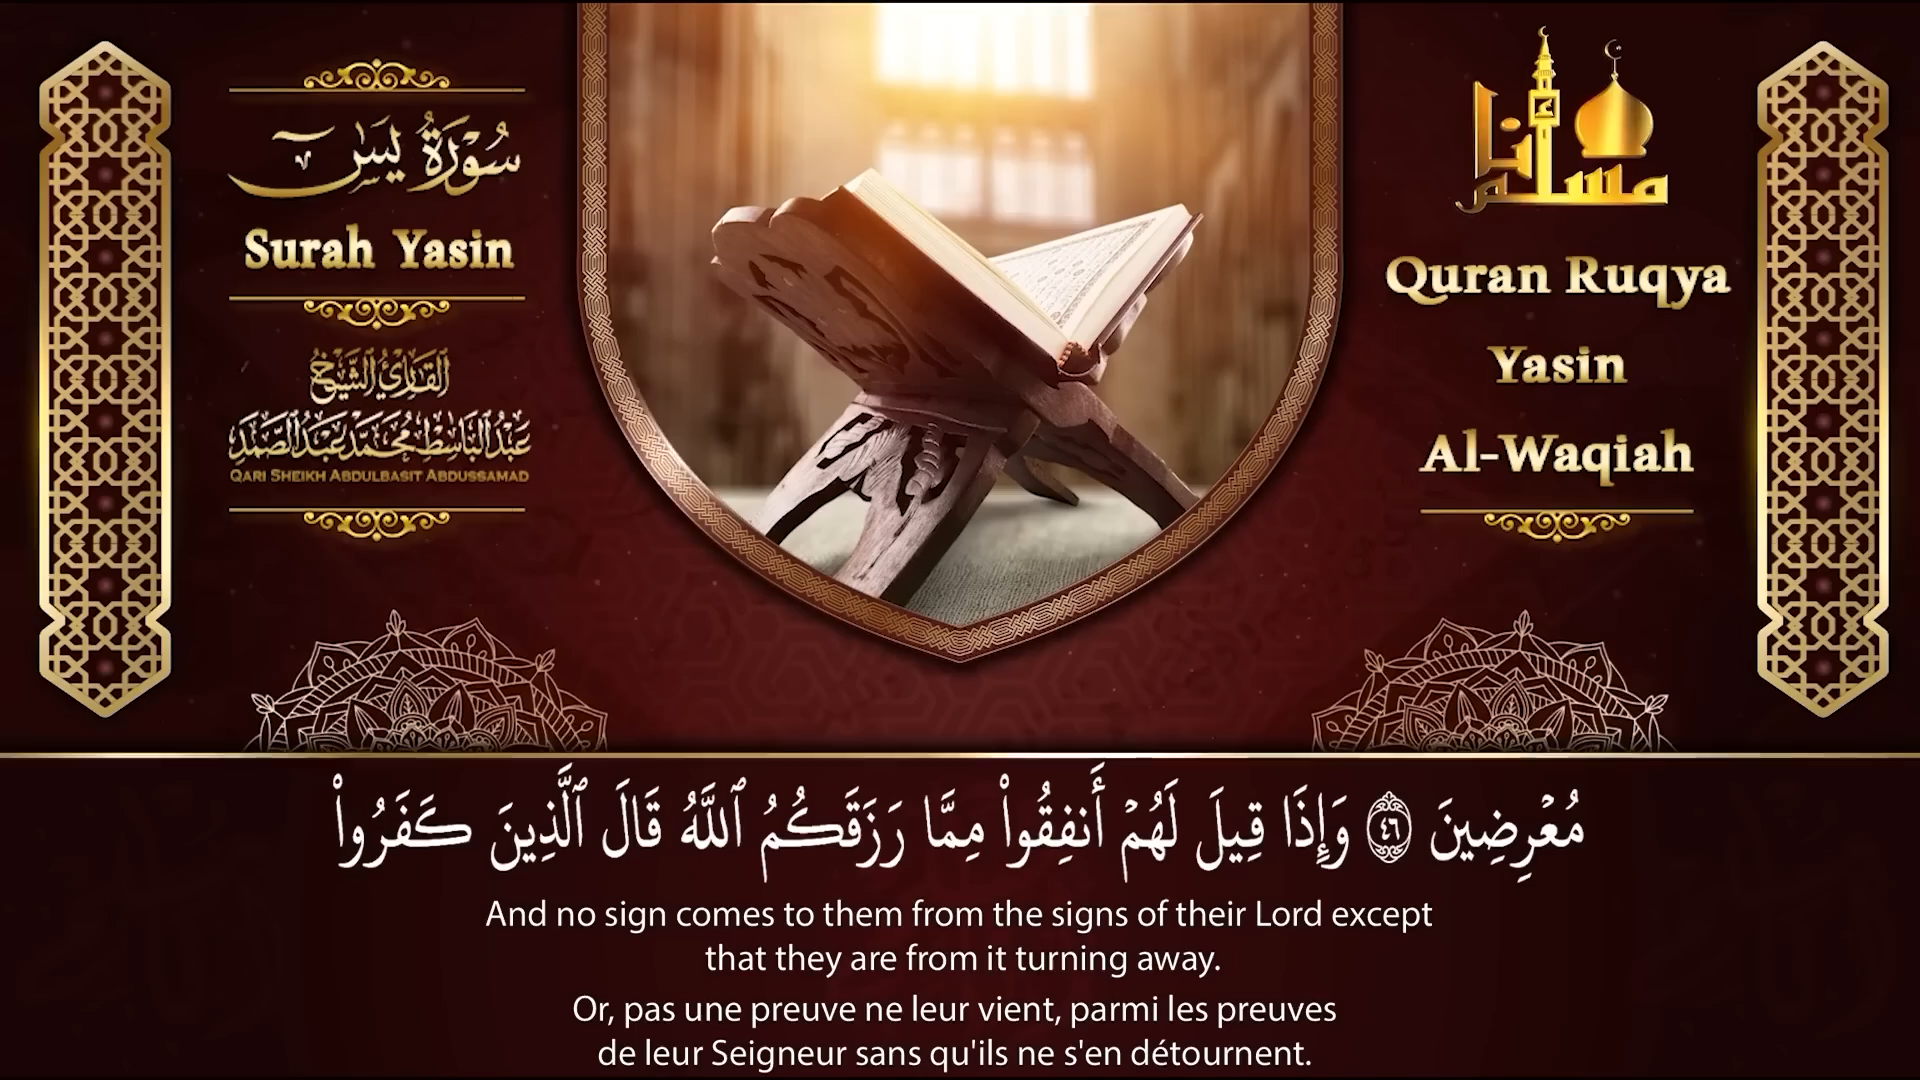 سُورَةُ يسٓ
Surah Yasin
القارئ الشيخ
عبد الباسط محمد عبد الصمد
QARI SHEIKH ABDULBASIT ABDUSSAMAD
أنا مسلم
Quran Ruqya
Yasin
Al-Waqiah
مُعْرِضِينَ ٤٦ وَإِذَا قِيلَ لَهُمْ أَنفِقُوا۟ مِمَّا رَزَقَكُمُ ٱللَّهُ قَالَ ٱلَّذِينَ كَفَرُوا۟
And no sign comes to them from the signs of their Lord except
that they are from it turning away.
Or, pas une preuve ne leur vient, parmi les preuves
de leur Seigneur sans qu'ils ne s'en détournent.